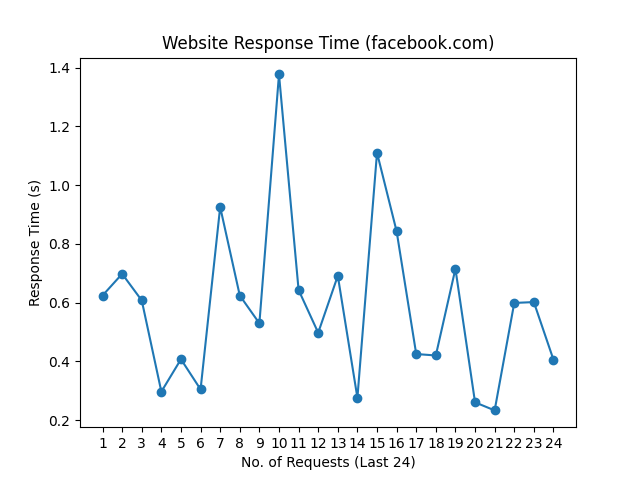 Website Response Time (facebook.com)
1.4
1.2
1.0
0.8
0.6
0.4
0.2
Response Time (s)
1 2 3 4 5 6 7 8 9 10 11 12 13 14 15 16 17 18 19 20 21 22 23 24
No. of Requests (Last 24)